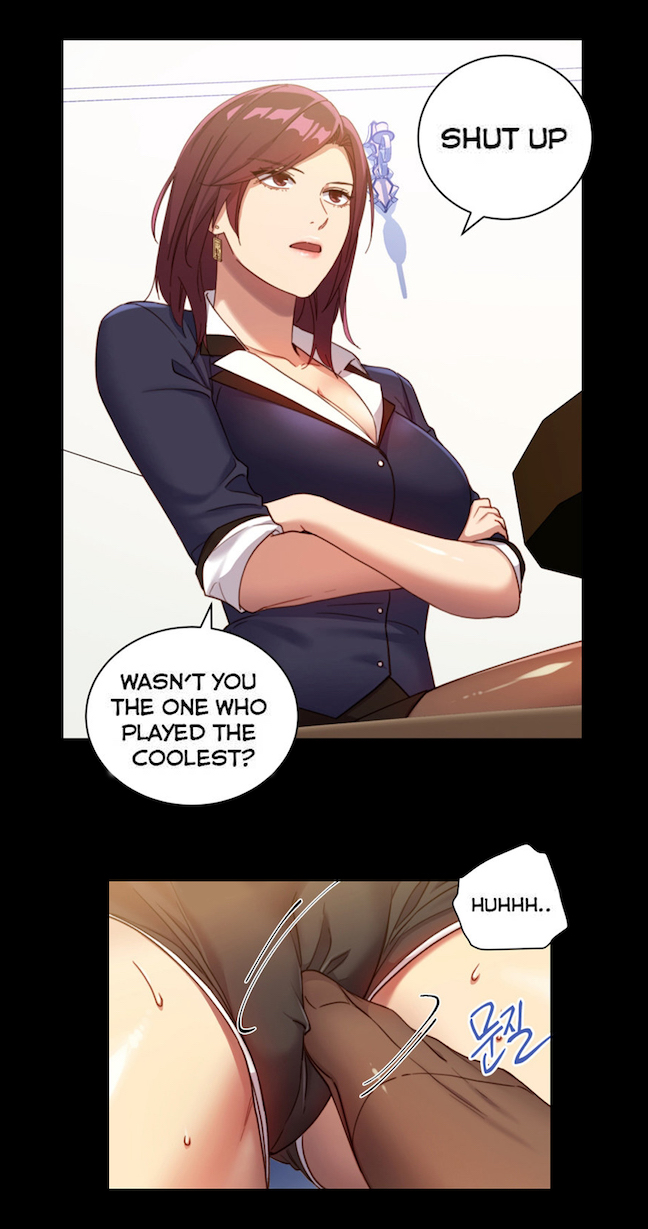 SHUT UP
WASN'T YOU
THE ONE WHO
PLAYED THE
COOLEST?
HUHHH..
문질